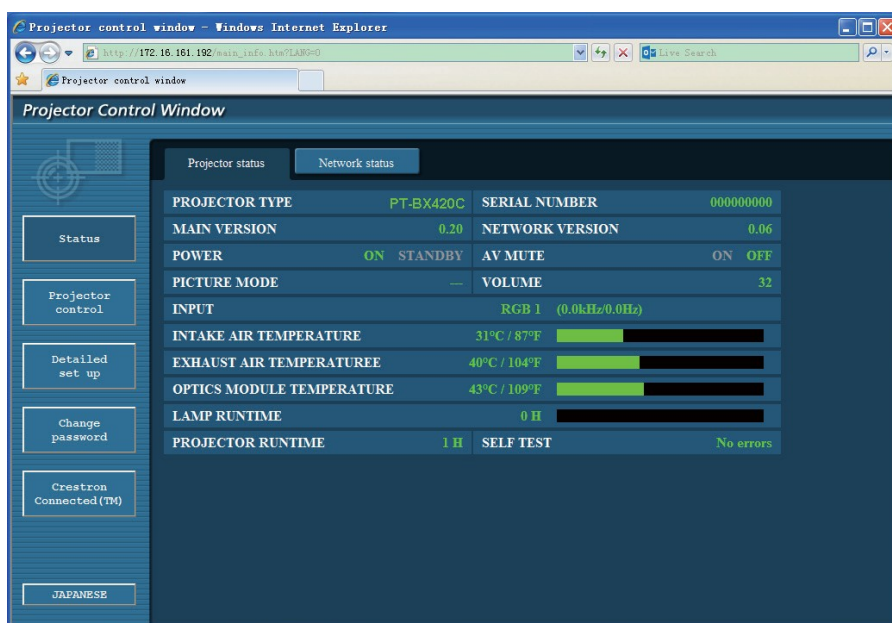 Projector control window - Windows Internet Explorer
http://172.16.161.192/main_info.htm?LANG=0
Live Search
Projector control window
Projector Control Window
Projector status Network status
PROJECTOR TYPE PT-BX420C SERIAL NUMBER 000000000
MAIN VERSION 0.20 NETWORK VERSION 0.06
POWER ON STANDBY AV MUTE ON OFF
PICTURE MODE --- VOLUME 32
INPUT RGB 1 (0.0kHz/0.0Hz)
INTAKE AIR TEMPERATURE 31°C / 87°F
EXHAUST AIR TEMPERATUREE 40°C / 104°F
OPTICS MODULE TEMPERATURE 43°C / 109°F
LAMP RUNTIME 0 H
PROJECTOR RUNTIME 1 H SELF TEST No errors
Status
Projector
control
Detailed
set up
Change
password
Crestron
Connected(TM)
JAPANESE